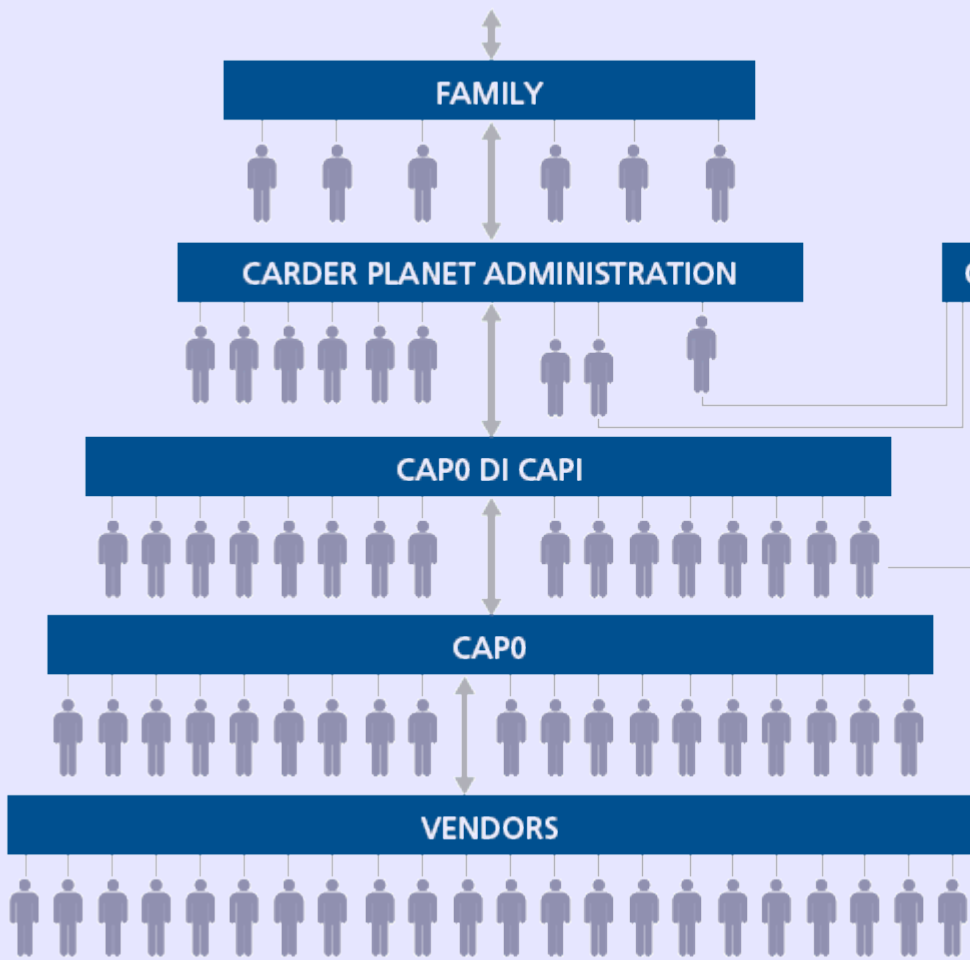 FAMILY
CARDER PLANET ADMINISTRATION
CAP0 DI CAPI
CAP0
VENDORS